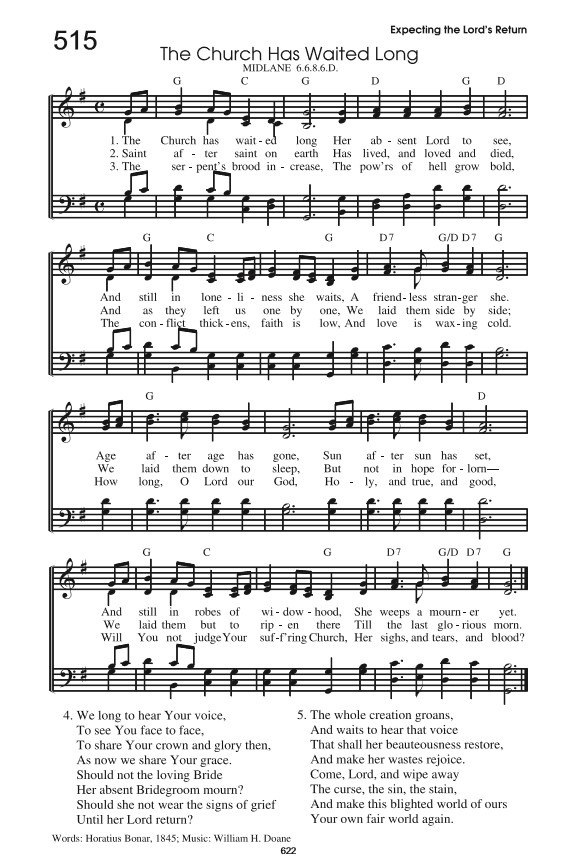 Expecting the Lord's Return
515
The Church Has Waited Long
MIDLANE 6.6.8.6.D.
G C G D G D
1. The Church has wait - ed long Her ab - sent Lord to see,
2. Saint af - ter saint on earth Has lived, and loved and died,
3. The ser - pent's brood in - crease, The pow'rs of hell grow bold,
G C G D7 G/D D7 G
And still in lone - li - ness she waits, A friend - less stran - ger she.
And as they left us one by one, We laid them side by side;
The con - flict thick - ens, faith is low, And love is wax - ing cold.
G D
Age af - ter age has gone, Sun af - ter sun has set,
We laid them down to sleep, But not in hope for - lorn—
How long, O Lord our God, Ho - ly, and true, and good,
G C G D7 G/D D7 G
And still in robes of wi - dow - hood, She weeps a mourn - er yet.
We laid them but to rip - en there Till the last glo - rious morn.
Will You not judge Your suf - f'ring Church, Her sighs, and tears, and blood?
4. We long to hear Your voice,
To see You face to face,
To share Your crown and glory then,
As now we share Your grace.
Should not the loving Bride
Her absent Bridegroom mourn?
Should she not wear the signs of grief
Until her Lord return?
5. The whole creation groans,
And waits to hear that voice
That shall her beauteousness restore,
And make her wastes rejoice.
Come, Lord, and wipe away
The curse, the sin, the stain,
And make this blighted world of ours
Your own fair world again.
Words: Horatius Bonar, 1845; Music: William H. Doane
622